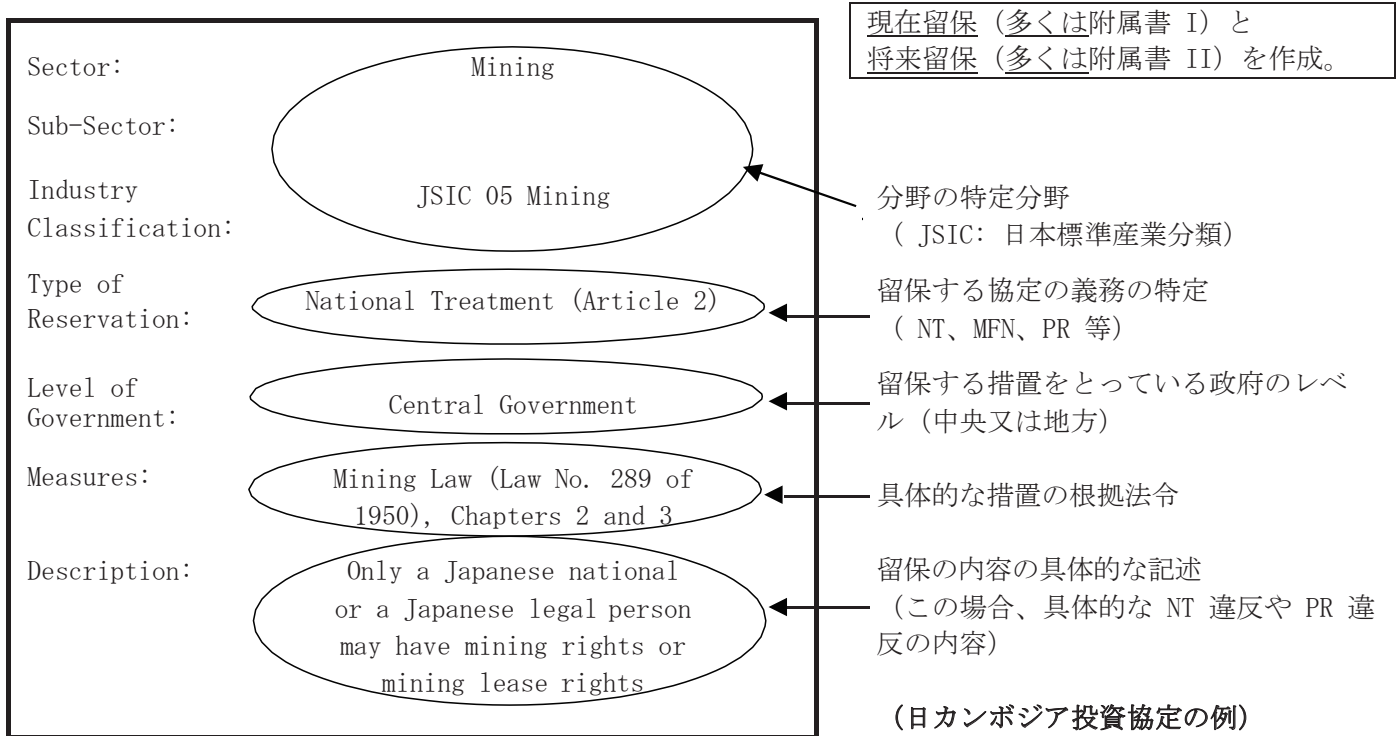 現在留保（多くは附属書 I）と
将来留保（多くは附属書 II）を作成。
Sector:
Mining
Sub-Sector:
Industry
Classification:
JSIC 05 Mining
分野の特定分野
（ JSIC: 日本標準産業分類）
Type of
Reservation:
National Treatment (Article 2)
留保する協定の義務の特定
（ NT、MFN、PR 等）
Level of
Government:
Central Government
留保する措置をとっている政府のレベ
ル（中央又は地方）
Measures:
Mining Law (Law No. 289 of
1950), Chapters 2 and 3
具体的な措置の根拠法令
Description:
Only a Japanese national
or a Japanese legal person
may have mining rights or
mining lease rights
留保の内容の具体的な記述
（この場合、具体的な NT 違反や PR 違
反の内容）
（日カンボジア投資協定の例）